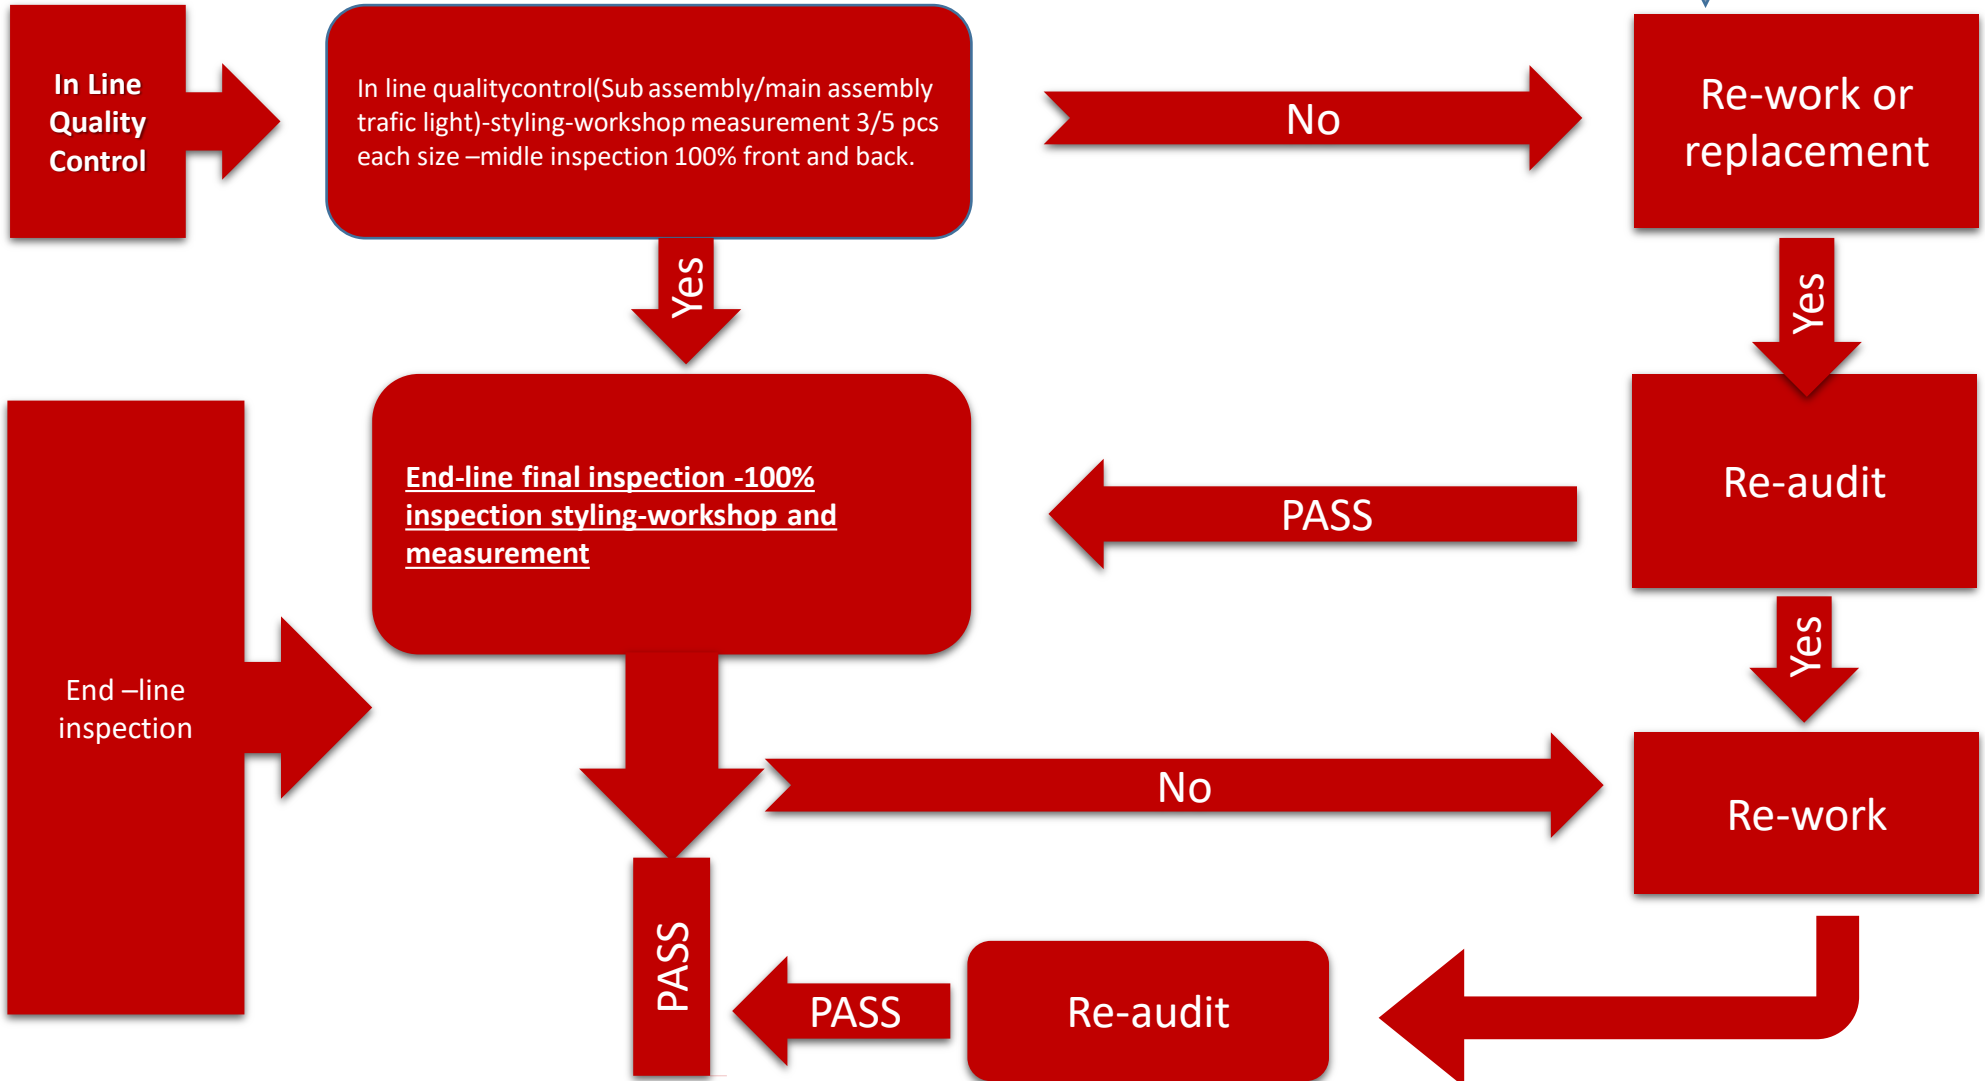 In Line
Quality
Control
In line qualitycontrol(Sub assembly/main assembly
trafic light)-styling-workshop measurement 3/5 pcs
each size –midle inspection 100% front and back.
No
Re-work or
replacement
Yes
Yes
End-line final inspection -100%
inspection styling-workshop and
measurement
PASS
Re-audit
Yes
End –line
inspection
No
Re-work
PASS
PASS
Re-audit